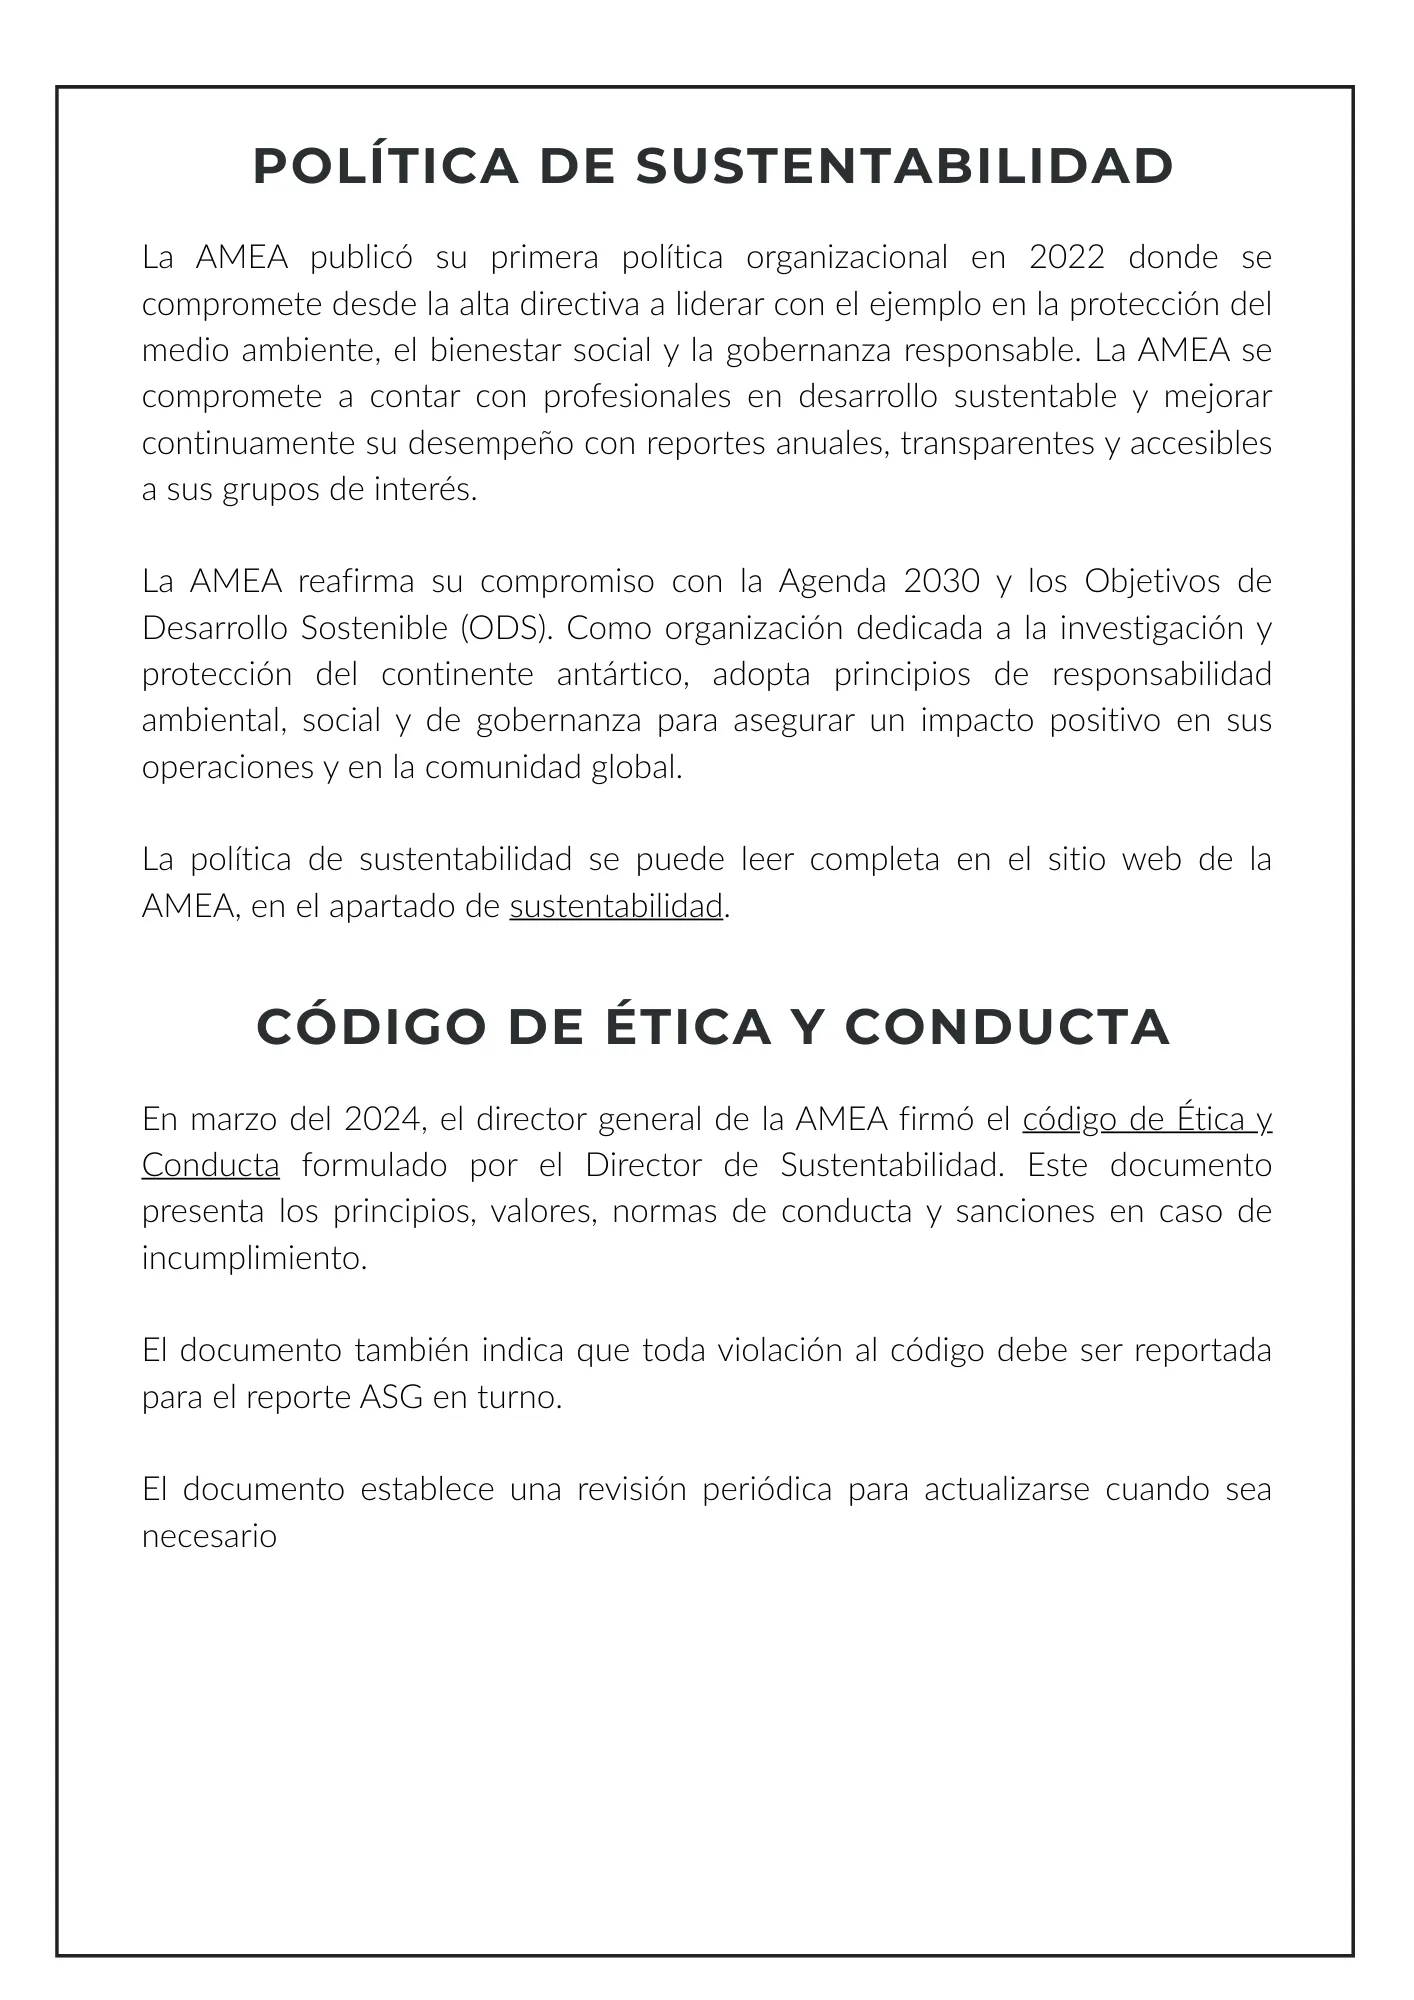 POLÍTICA DE SUSTENTABILIDAD
La AMEA publicó su primera política organizacional en 2022 donde se
compromete desde la alta directiva a liderar con el ejemplo en la protección del
medio ambiente, el bienestar social y la gobernanza responsable. La AMEA se
compromete a contar con profesionales en desarrollo sustentable y mejorar
continuamente su desempeño con reportes anuales, transparentes y accesibles
a sus grupos de interés.
La AMEA reafirma su compromiso con la Agenda 2030 y los Objetivos de
Desarrollo Sostenible (ODS). Como organización dedicada a la investigación y
protección del continente antártico, adopta principios de responsabilidad
ambiental, social y de gobernanza para asegurar un impacto positivo en sus
operaciones y en la comunidad global.
La política de sustentabilidad se puede leer completa en el sitio web de la
AMEA, en el apartado de sustentabilidad.
CÓDIGO DE ÉTICA Y CONDUCTA
En marzo del 2024, el director general de la AMEA firmó el código de Ética y
Conducta formulado por el Director de Sustentabilidad. Este documento
presenta los principios, valores, normas de conducta y sanciones en caso de
incumplimiento.
El documento también indica que toda violación al código debe ser reportada
para el reporte ASG en turno.
El documento establece una revisión periódica para actualizarse cuando sea
necesario